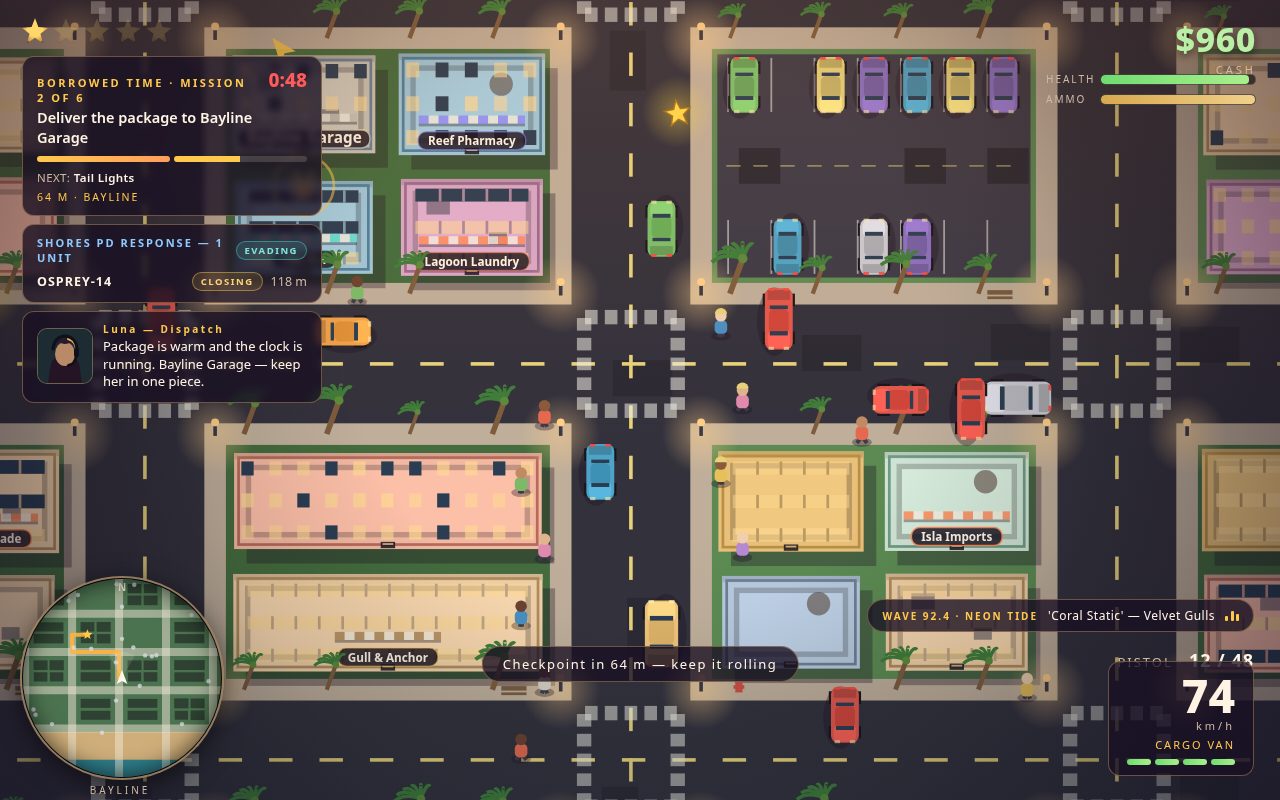 BORROWED TIME · MISSION 2 OF 6
0:48
Deliver the package to Bayline Garage
NEXT: Tail Lights
64 M · BAYLINE
SHORES PD RESPONSE — 1 UNIT
EVADING
OSPREY-14
CLOSING
118 m
Luna — Dispatch
Package is warm and the clock is
running. Bayline Garage — keep
her in one piece.
$960
CASH
HEALTH
AMMO
arage
Reef Pharmacy
Lagoon Laundry
Isla Imports
ade
Gull & Anchor
WAVE 92.4 · NEON TIDE 'Coral Static' — Velvet Gulls
Checkpoint in 64 m — keep it rolling
PISTOL 12 / 48
74
km/h
CARGO VAN
N
BAYLINE